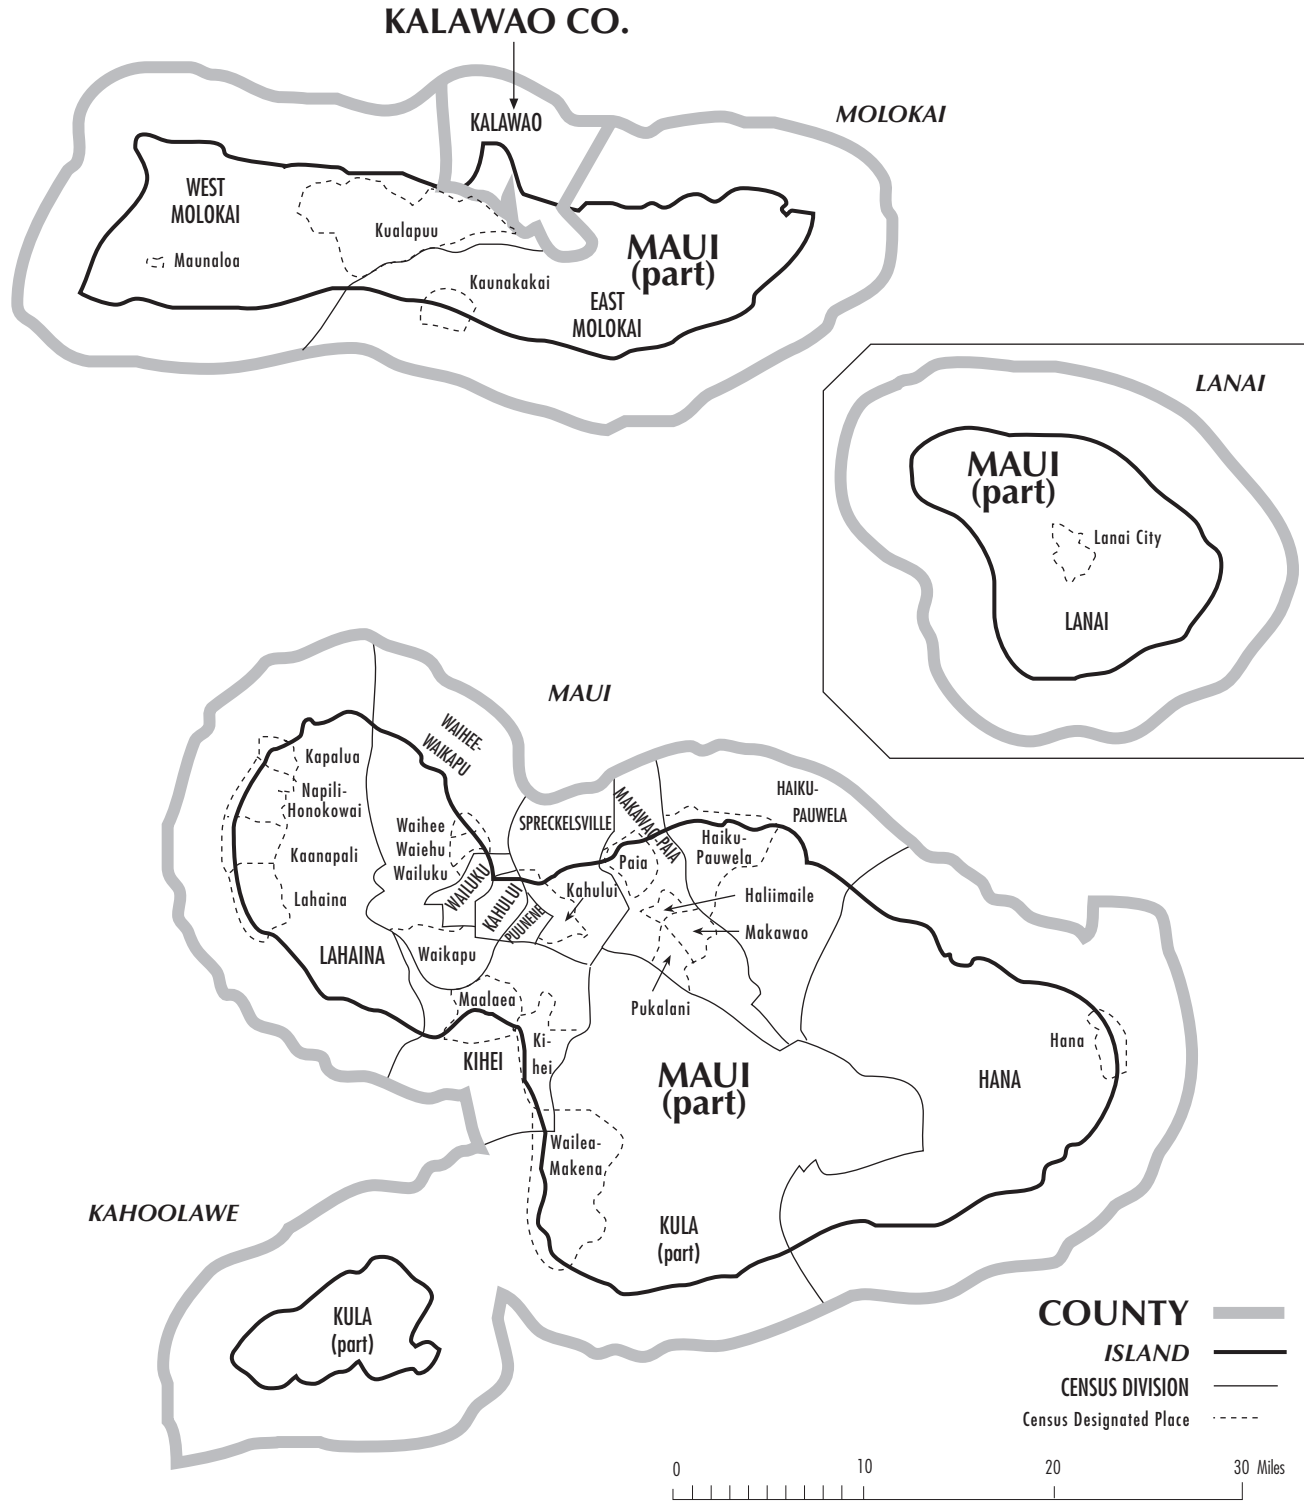 KALAWAO CO.
MOLOKAI
KALAWAO
WEST
MOLOKAI
Kualapuu
MAUI
(part)
Maunaloa
Kaunakakai
EAST
MOLOKAI
LANAI
MAUI
(part)
Lanai City
LANAI
MAUI
WAIHEE-
WAIKAPU
Kapalua
Napili-
Honokowai
HAIKU-
PAUWELA
MAKAWAO PAIA
SPRECKELSVILLE
Waihee
Waiehu
Wailuku
Haiku-
Pauwela
Kaanapali
Paia
WAILUKU
KAHULUI
PUUNENE
Kahului
Haliimaile
Lahaina
Makawao
LAHAINA
Waikapu
Maalaea
Pukalani
Ki-
hei
Hana
KIHEI
MAUI
(part)
HANA
Wailea-
Makena
KAHOOLAWE
KULA
(part)
KULA
(part)
COUNTY
ISLAND
CENSUS DIVISION
Census Designated Place
0 10 20 30 Miles